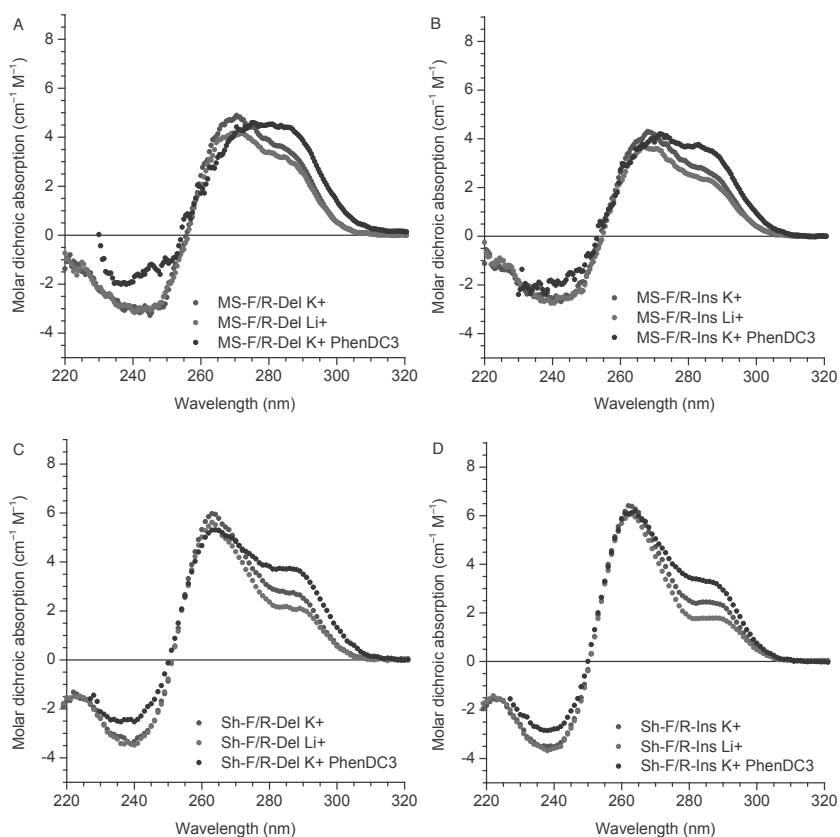 A
B
Molar dichroic absorption (cm⁻¹ M⁻¹)
8
6
4
2
0
-2
-4
MS-F/R-Del K+
MS-F/R-Del Li+
MS-F/R-Del K+ PhenDC3
220 240 260 280 300 320
Wavelength (nm)
Molar dichroic absorption (cm⁻¹ M⁻¹)
8
6
4
2
0
-2
-4
MS-F/R-Ins K+
MS-F/R-Ins Li+
MS-F/R-Ins K+ PhenDC3
220 240 260 280 300 320
Wavelength (nm)
C
D
Molar dichroic absorption (cm⁻¹ M⁻¹)
8
6
4
2
0
-2
-4
Sh-F/R-Del K+
Sh-F/R-Del Li+
Sh-F/R-Del K+ PhenDC3
220 240 260 280 300 320
Wavelength (nm)
Molar dichroic absorption (cm⁻¹ M⁻¹)
8
6
4
2
0
-2
-4
Sh-F/R-Ins K+
Sh-F/R-Ins Li+
Sh-F/R-Ins K+ PhenDC3
220 240 260 280 300 320
Wavelength (nm)